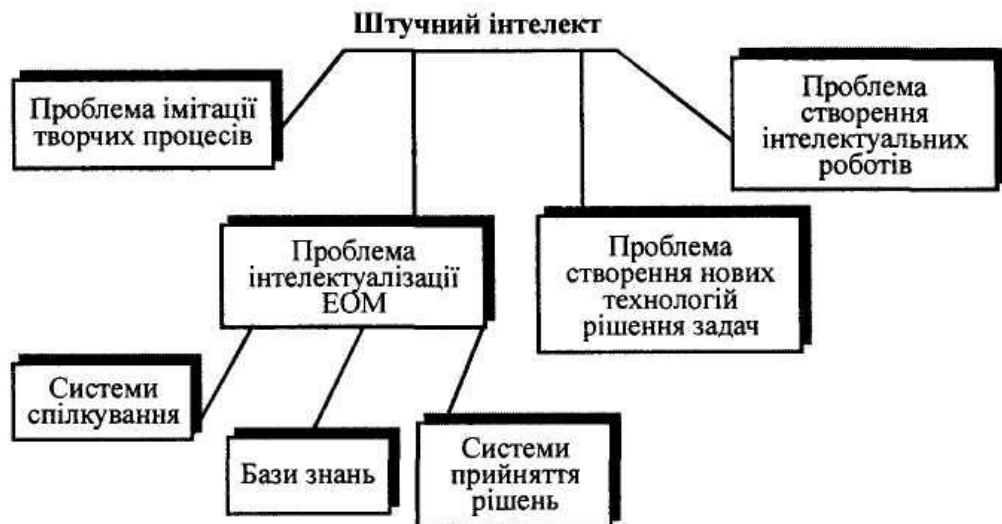 Штучний інтелект
Проблема імітації
творчих процесів
Проблема
створення
інтелектуальних
роботів
Проблема
інтелектуалізації
ЕОМ
Проблема
створення нових
технологій
рішення задач
Системи
спілкування
Бази знань
Системи
прийняття
рішень